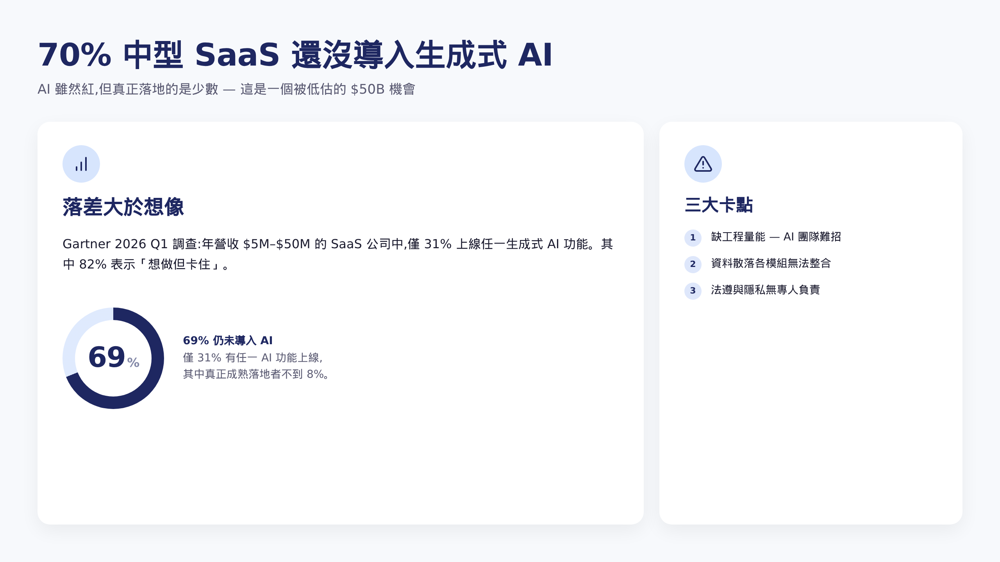 70% 中型 SaaS 還沒導入生成式 AI
AI 雖然紅,但真正落地的是少數 — 這是一個被低估的 $50B 機會
落差大於想像
Gartner 2026 Q1 調查:年營收 $5M–$50M 的 SaaS 公司中,僅 31% 上線任一生成式 AI 功能。其
中 82% 表示「想做但卡住」。
69%
69% 仍未導入 AI
僅 31% 有任一 AI 功能上線,
其中真正成熟落地者不到 8%。
三大卡點
1 缺工程量能 — AI 團隊難招
2 資料散落各模組無法整合
3 法遵與隱私無專人負責